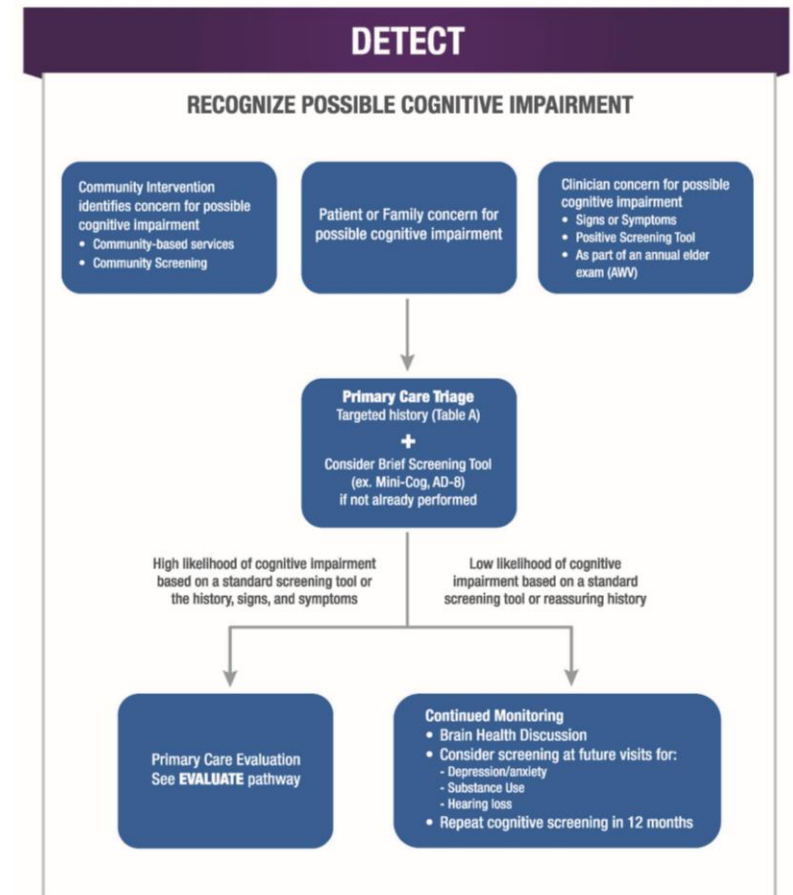 DETECT
RECOGNIZE POSSIBLE COGNITIVE IMPAIRMENT
Community Intervention
identifies concern for possible
cognitive impairment
• Community-based services
• Community Screening
Patient or Family concern for
possible cognitive impairment
Clinician concern for possible
cognitive impairment
• Signs or Symptoms
• Positive Screening Tool
• As part of an annual elder
exam (AWV)
Primary Care Triage
Targeted history (Table A)
+
Consider Brief Screening Tool
(ex. Mini-Cog, AD-8)
if not already performed
High likelihood of cognitive impairment
based on a standard screening tool or
the history, signs, and symptoms
Low likelihood of cognitive
impairment based on a standard
screening tool or reassuring history
Primary Care Evaluation
See EVALUATE pathway
Continued Monitoring
• Brain Health Discussion
• Consider screening at future visits for:
- Depression/anxiety
- Substance Use
- Hearing loss
• Repeat cognitive screening in 12 months